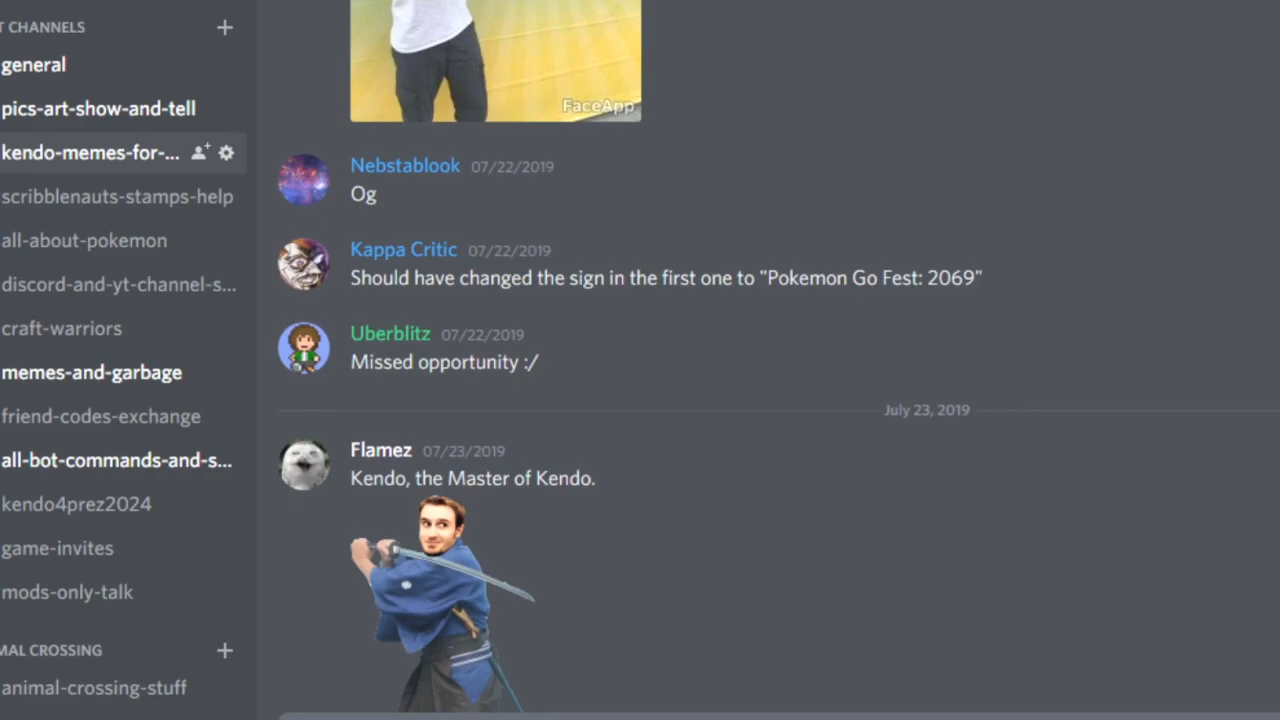 T CHANNELS
general
pics-art-show-and-tell
kendo-memes-for-...
scribblenauts-stamps-help
all-about-pokemon
discord-and-yt-channel-s...
craft-warriors
memes-and-garbage
friend-codes-exchange
all-bot-commands-and-s...
kendo4prez2024
game-invites
mods-only-talk
MAL CROSSING
animal-crossing-stuff
FaceApp
Nebstablook 07/22/2019
Og
Kappa Critic 07/22/2019
Should have changed the sign in the first one to "Pokemon Go Fest: 2069"
Uberblitz 07/22/2019
Missed opportunity :/
July 23, 2019
Flamez 07/23/2019
Kendo, the Master of Kendo.